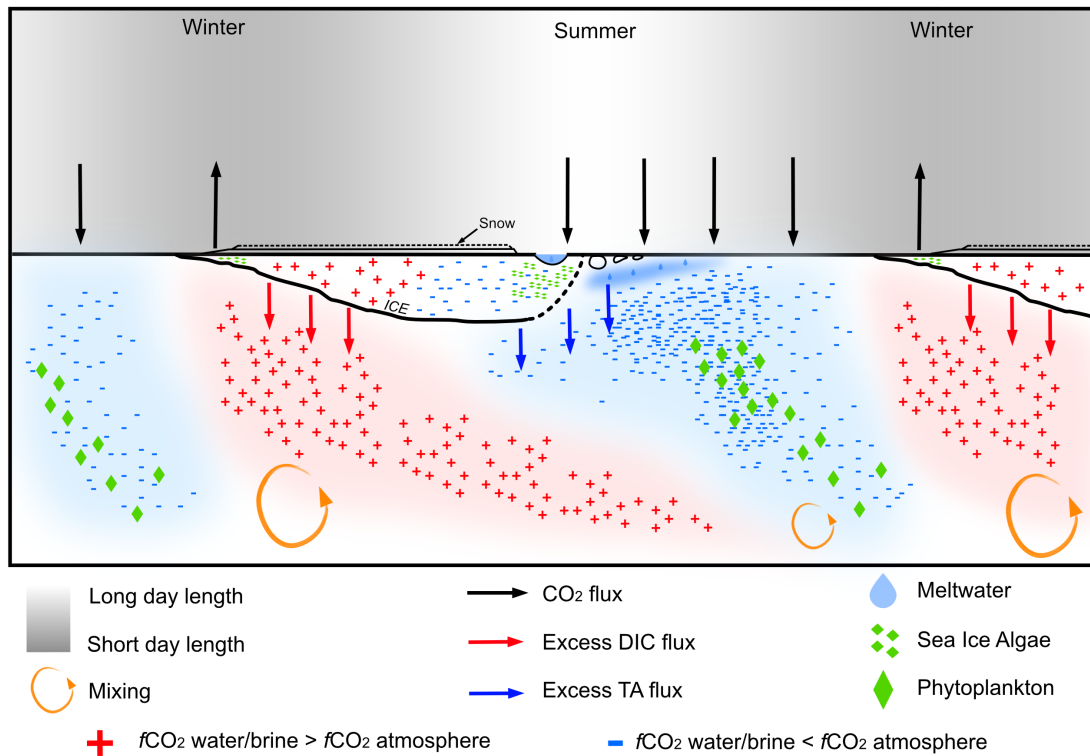 Winter Summer Winter
Snow
ICE
Long day length
Short day length
Mixing
CO₂ flux
Excess DIC flux
Excess TA flux
Meltwater
Sea Ice Algae
Phytoplankton
fCO₂ water/brine > fCO₂ atmosphere
fCO₂ water/brine < fCO₂ atmosphere